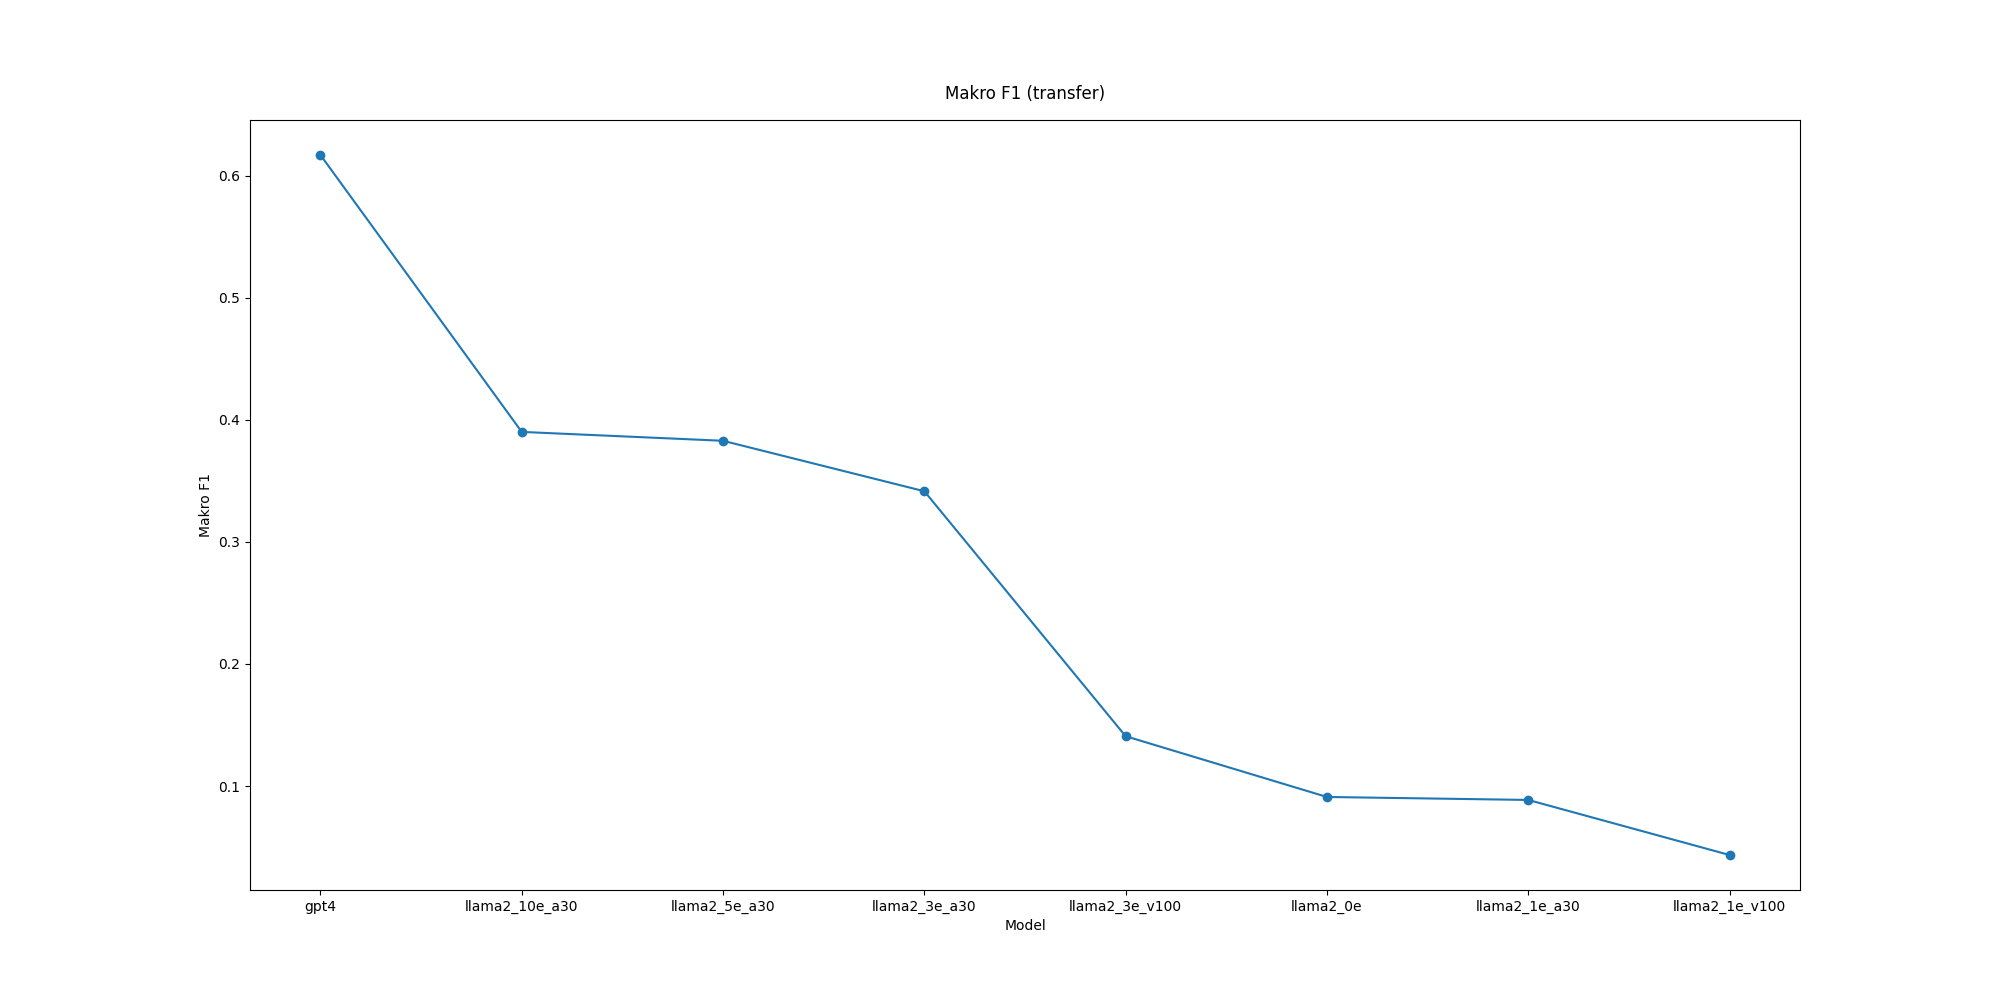 Makro F1 (transfer)
Makro F1
0.6
0.5
0.4
0.3
0.2
0.1
gpt4 llama2_10e_a30 llama2_5e_a30 llama2_3e_a30 llama2_3e_v100 llama2_0e llama2_1e_a30 llama2_1e_v100
Model